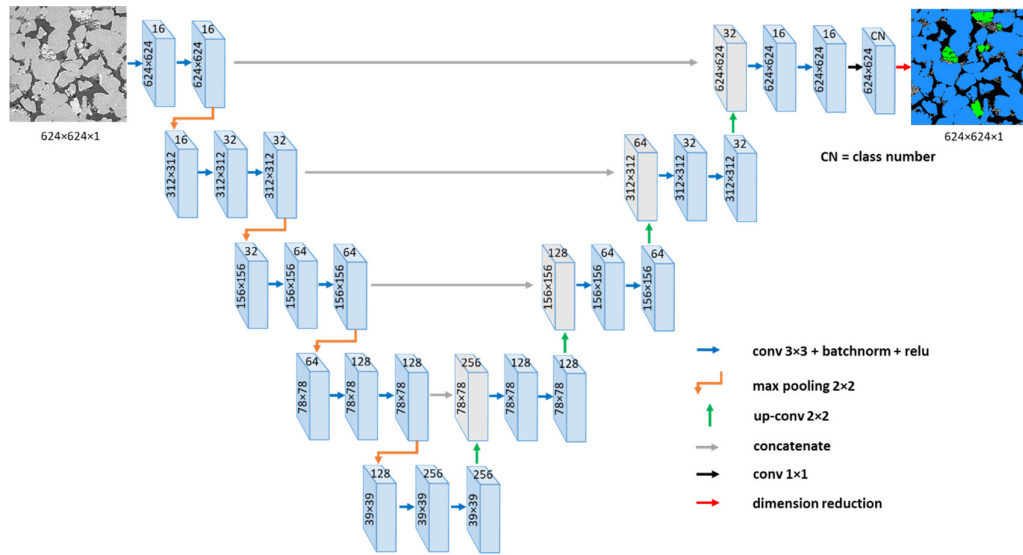 16 16 32 16 16 CN
624×624 624×624 624×624 624×624 624×624 624×624
624×624×1 624×624×1
16 32 32 64 32 32
312×312 312×312 312×312 312×312 312×312 312×312
CN = class number
32 64 64 128 64 64
156×156 156×156 156×156 156×156 156×156 156×156
64 128 128 256 128 128
78×78 78×78 78×78 78×78 78×78 78×78
128 256 256
39×39 39×39 39×39
conv 3×3 + batchnorm + relu
max pooling 2×2
up-conv 2×2
concatenate
conv 1×1
dimension reduction